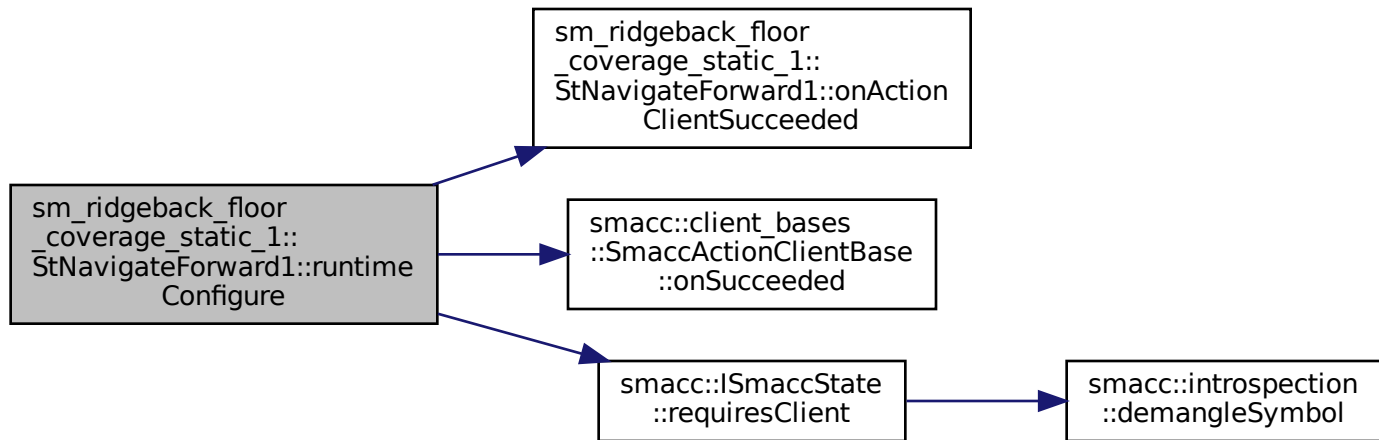 sm_ridgeback_floor
_coverage_static_1::
StNavigateForward1::onAction
ClientSucceeded
sm_ridgeback_floor
_coverage_static_1::
StNavigateForward1::runtime
Configure
smacc::client_bases
::SmaccActionClientBase
::onSucceeded
smacc::ISmaccState
::requiresClient
smacc::introspection
::demangleSymbol